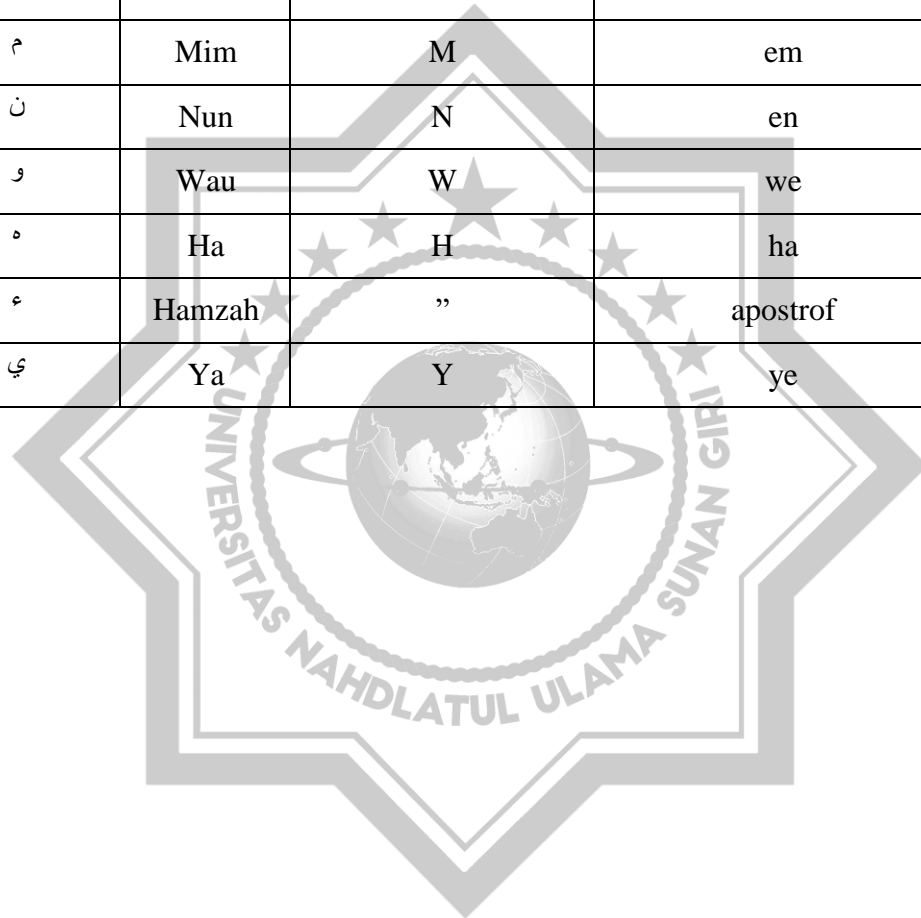 م Mim M em
ن Nun N en
و Wau W we
ه Ha H ha
ء Hamzah ” apostrof
ي Ya Y ye
UNIVERSITAS NAHDLATUL ULAMA SUNAN GIRI